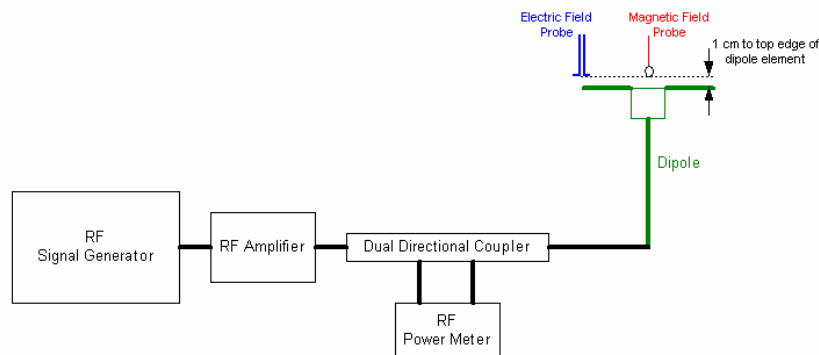 Electric Field
Probe
Magnetic Field
Probe
1 cm to top edge of
dipole element
Dipole
RF
Signal Generator
RF Amplifier
Dual Directional Coupler
RF
Power Meter